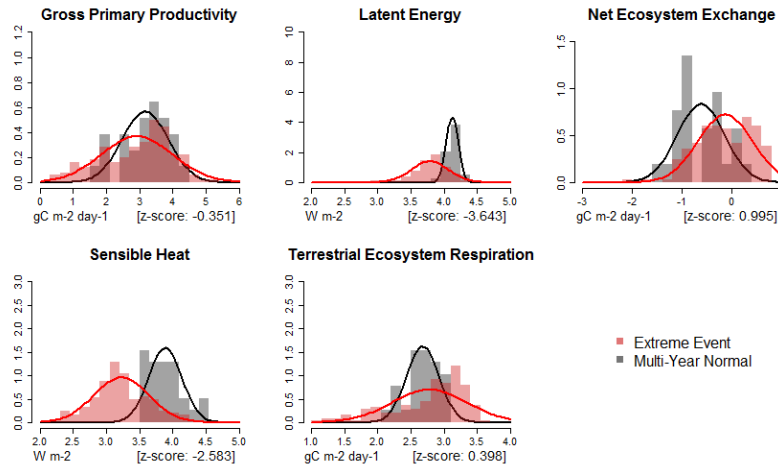 Gross Primary Productivity
0.0 0.2 0.4 0.6 0.8 1.0 1.2
0 1 2 3 4 5 6
gC m-2 day-1 [z-score: -0.351]
Latent Energy
0 2 4 6 8 10
2.0 2.5 3.0 3.5 4.0 4.5 5.0
W m-2 [z-score: -3.643]
Net Ecosystem Exchange
0.0 0.5 1.0 1.5
-3 -2 -1 0
gC m-2 day-1 [z-score: 0.995]
Sensible Heat
0.0 0.5 1.0 1.5 2.0 2.5 3.0
2.0 2.5 3.0 3.5 4.0 4.5 5.0
W m-2 [z-score: -2.583]
Terrestrial Ecosystem Respiration
0.0 0.5 1.0 1.5 2.0 2.5 3.0
1.0 1.5 2.0 2.5 3.0 3.5 4.0
gC m-2 day-1 [z-score: 0.398]
Extreme Event
Multi-Year Normal